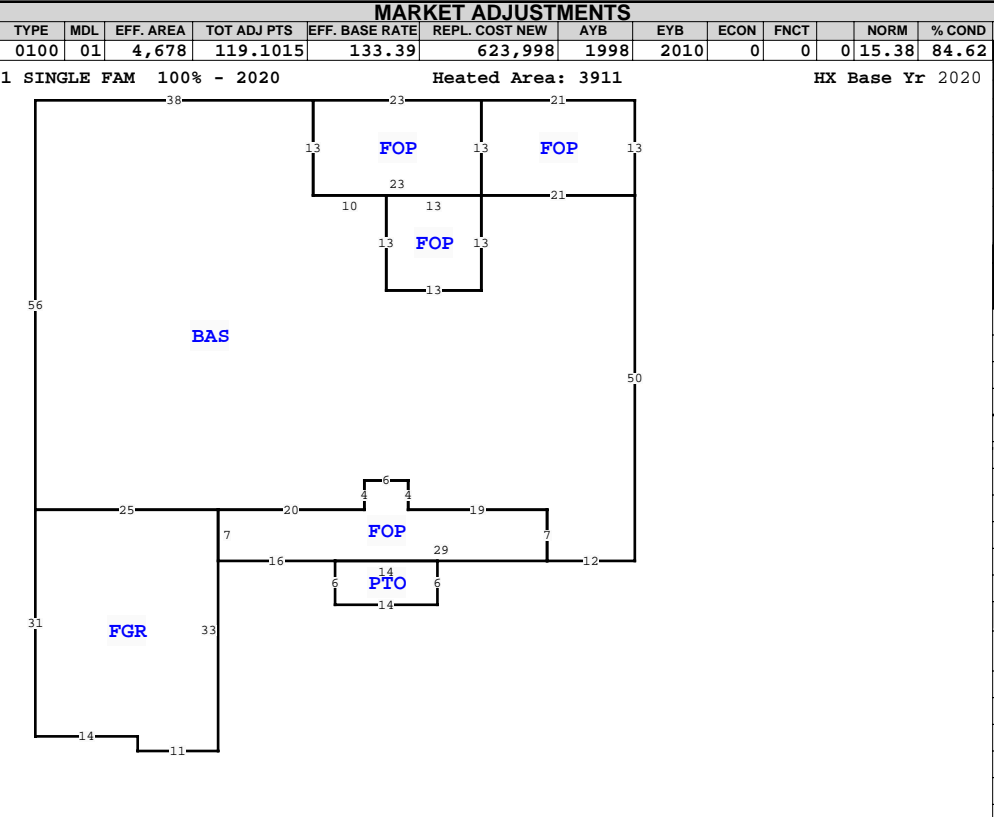 MARKET ADJUSTMENTS
TYPE MDL EFF. AREA TOT ADJ PTS EFF. BASE RATE REPL. COST NEW AYB EYB ECON FNCT NORM % COND
0100 01 4,678 119.1015 133.39 623,998 1998 2010 0 0 0 15.38 84.62
1 SINGLE FAM 100% - 2020 Heated Area: 3911 HX Base Yr 2020
38 23 21
13 FOP 13 FOP 13
23
21
10 13
13 FOP 13
13
56
BAS
50
6
4 4
25 20 19
7 FOP 7
29
16 12
14
6 PTO 6
14
31 FGR 33
14
11